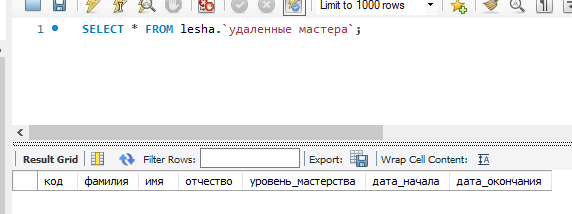 Limit to 1000 rows
1 SELECT * FROM lesha.`удаленные мастера`;
Result Grid Filter Rows: Export: Wrap Cell Content:
код фамилия имя отчество уровень_мастерства дата_начала дата_окончания